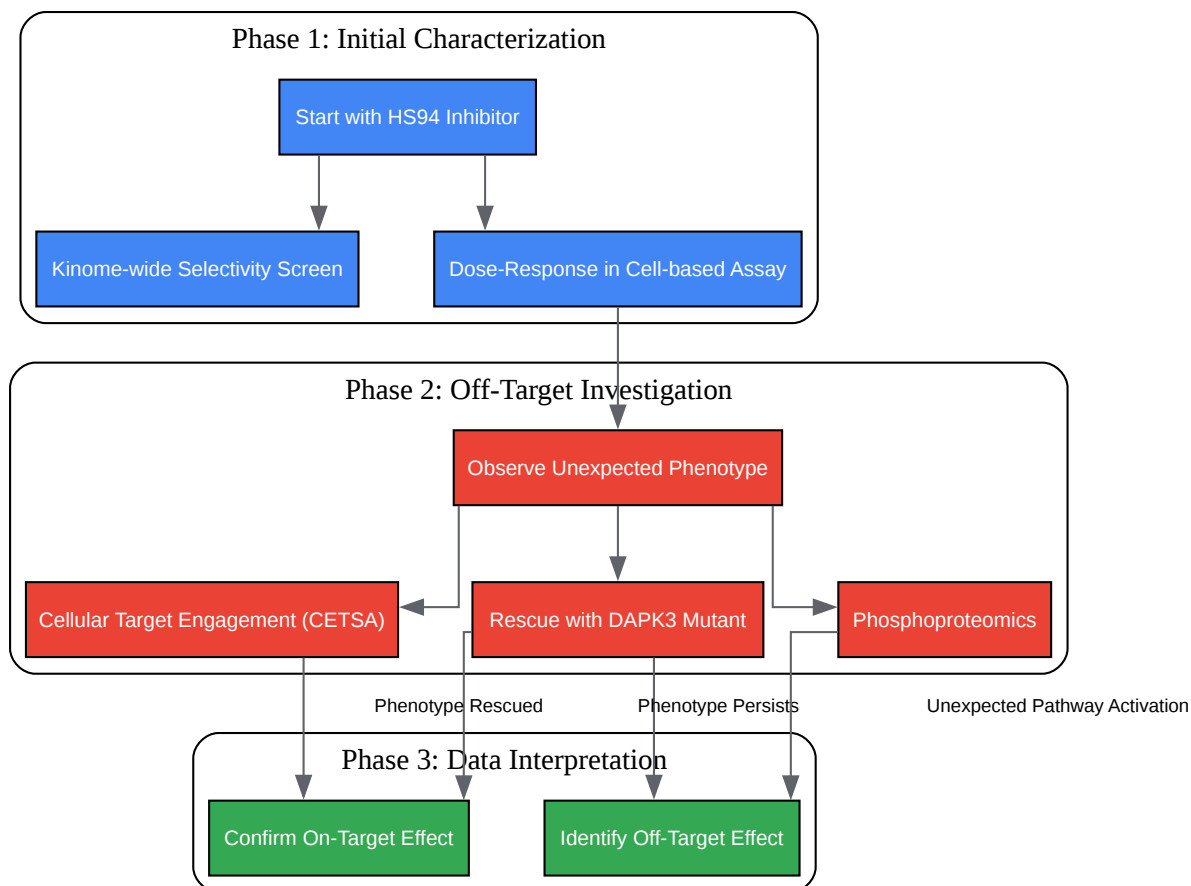 Phase 1: Initial Characterization
Start with HS94 Inhibitor
Kinome-wide Selectivity Screen
Dose-Response in Cell-based Assay
Phase 2: Off-Target Investigation
Observe Unexpected Phenotype
Cellular Target Engagement (CETSA)
Rescue with DAPK3 Mutant
Phosphoproteomics
Phenotype Rescued
Phenotype Persists
Unexpected Pathway Activation
Phase 3: Data Interpretation
Confirm On-Target Effect
Identify Off-Target Effect